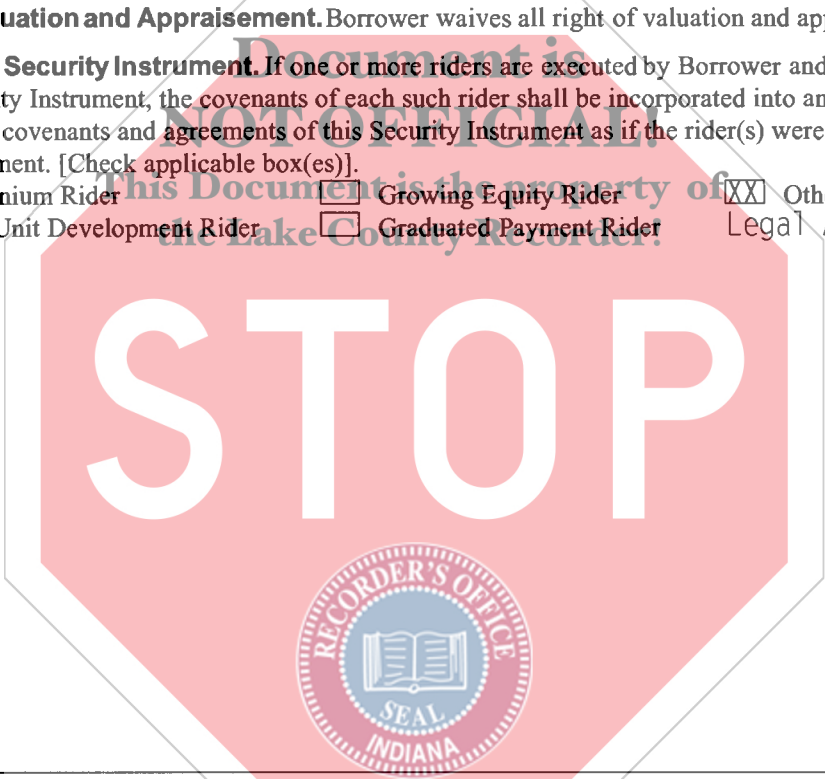 uation and Appraisement. Borrower waives all right of valuation and ap
Document is
Security Instrument. If one or more riders are executed by Borrower and
ty Instrument, the covenants of each such rider shall be incorporated into an
NOT OFFICIAL!
covenants and agreements of this Security Instrument as if the rider(s) were
ment. [Check applicable box(es)].
This Document is the property of
nium Rider Growing Equity Rider XX Oth
Unit Development Rider Graduated Payment Rider Legal
the Lake County Recorder!
STOP
RECORDER'S OFFICE
SEAL
INDIANA